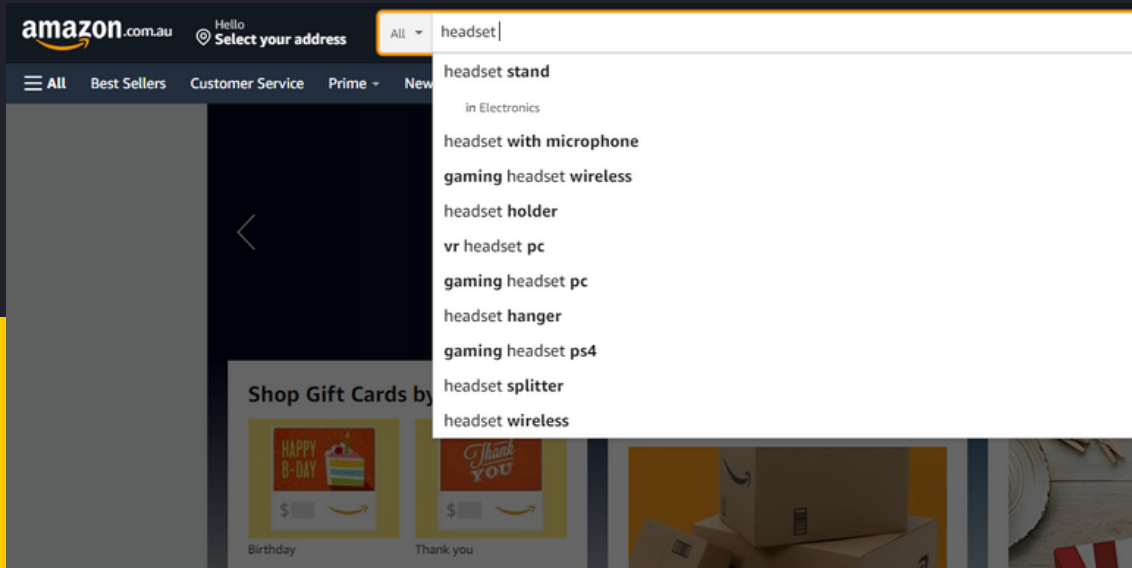 amazon.com.au
Hello
Select your address
All
headset
All
Best Sellers
Customer Service
Prime
New
headset stand
in Electronics
headset with microphone
gaming headset wireless
headset holder
vr headset pc
gaming headset pc
headset hanger
gaming headset ps4
headset splitter
headset wireless
Shop Gift Cards by
HAPPY
B-DAY
$
Thank
YOU
$
Birthday
Thank you